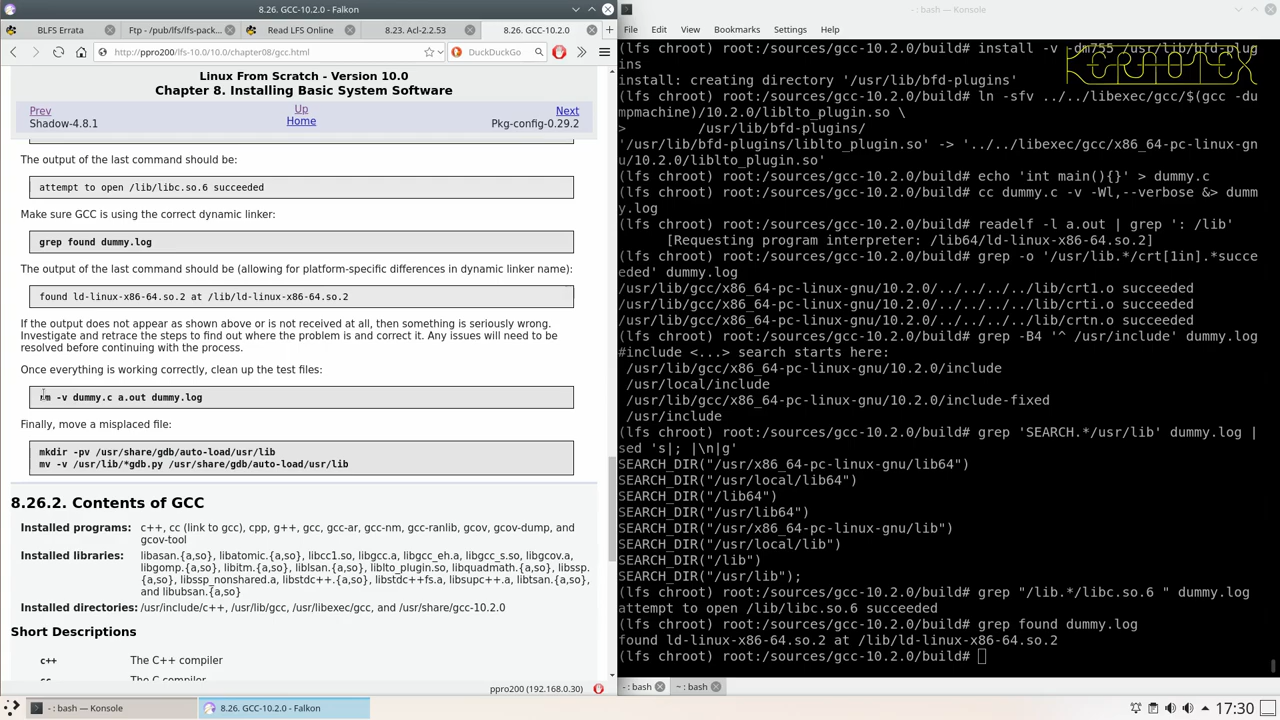 8.26. GCC-10.2.0 - Falkon
BLFS Errata
Ftp - /pub/lfs/lfs-pack...
Read LFS Online
8.23. Acl-2.2.53
8.26. GCC-10.2.0
http://ppro200/lfs-10.0/10.0/chapter08/gcc.html
DuckDuckGo
Linux From Scratch - Version 10.0
Chapter 8. Installing Basic System Software
Prev
Up
Next
Shadow-4.8.1
Home
Pkg-config-0.29.2
The output of the last command should be:
attempt to open /lib/libc.so.6 succeeded
Make sure GCC is using the correct dynamic linker:
grep found dummy.log
The output of the last command should be (allowing for platform-specific differences in dynamic linker name):
found ld-linux-x86-64.so.2 at /lib/ld-linux-x86-64.so.2
If the output does not appear as shown above or is not received at all, then something is seriously wrong.
Investigate and retrace the steps to find out where the problem is and correct it. Any issues will need to be
resolved before continuing with the process.
Once everything is working correctly, clean up the test files:
rm -v dummy.c a.out dummy.log
Finally, move a misplaced file:
mkdir -pv /usr/share/gdb/auto-load/usr/lib
mv -v /usr/lib/*gdb.py /usr/share/gdb/auto-load/usr/lib
8.26.2. Contents of GCC
Installed programs: c++, cc (link to gcc), cpp, g++, gcc, gcc-ar, gcc-nm, gcc-ranlib, gcov, gcov-dump, and
gcov-tool
Installed libraries: libasan.{a,so}, libatomic.{a,so}, libcc1.so, libgcc.a, libgcc_eh.a, libgcc_s.so, libgcov.a,
libgomp.{a,so}, libitm.{a,so}, liblsan.{a,so}, liblto_plugin.so, libquadmath.{a,so}, libssp.
{a,so}, libssp_nonshared.a, libstdc++.{a,so}, libstdc++fs.a, libsupc++.a, libtsan.{a,so},
and libubsan.{a,so}
Installed directories: /usr/include/c++, /usr/lib/gcc, /usr/libexec/gcc, and /usr/share/gcc-10.2.0
Short Descriptions
c++ The C++ compiler
ppro200 (192.168.0.30)
- : bash — Konsole
File
Edit
View
Bookmarks
Settings
Help
(lfs chroot) root:/sources/gcc-10.2.0/build# install -v -dm755 /usr/lib/bfd-plug
ins
install: creating directory '/usr/lib/bfd-plugins'
(lfs chroot) root:/sources/gcc-10.2.0/build# ln -sfv ../../libexec/gcc/$(gcc -du
mpmachine)/10.2.0/liblto_plugin.so \
> /usr/lib/bfd-plugins/
'/usr/lib/bfd-plugins/liblto_plugin.so' -> '../../libexec/gcc/x86_64-pc-linux-gn
u/10.2.0/liblto_plugin.so'
(lfs chroot) root:/sources/gcc-10.2.0/build# echo 'int main(){}' > dummy.c
(lfs chroot) root:/sources/gcc-10.2.0/build# cc dummy.c -v -Wl,--verbose &> dumm
y.log
(lfs chroot) root:/sources/gcc-10.2.0/build# readelf -l a.out | grep ': /lib'
[Requesting program interpreter: /lib64/ld-linux-x86-64.so.2]
(lfs chroot) root:/sources/gcc-10.2.0/build# grep -o '/usr/lib.*/crt[1in].*succe
eded' dummy.log
/usr/lib/gcc/x86_64-pc-linux-gnu/10.2.0/../../../../lib/crt1.o succeeded
/usr/lib/gcc/x86_64-pc-linux-gnu/10.2.0/../../../../lib/crti.o succeeded
/usr/lib/gcc/x86_64-pc-linux-gnu/10.2.0/../../../../lib/crtn.o succeeded
(lfs chroot) root:/sources/gcc-10.2.0/build# grep -B4 '^ /usr/include' dummy.log
#include <...> search starts here:
/usr/lib/gcc/x86_64-pc-linux-gnu/10.2.0/include
/usr/local/include
/usr/lib/gcc/x86_64-pc-linux-gnu/10.2.0/include-fixed
/usr/include
(lfs chroot) root:/sources/gcc-10.2.0/build# grep 'SEARCH.*/usr/lib' dummy.log |
sed 's|; |\n|g'
SEARCH_DIR("/usr/x86_64-pc-linux-gnu/lib64")
SEARCH_DIR("/usr/local/lib64")
SEARCH_DIR("/lib64")
SEARCH_DIR("/usr/lib64")
SEARCH_DIR("/usr/x86_64-pc-linux-gnu/lib")
SEARCH_DIR("/usr/local/lib")
SEARCH_DIR("/lib")
SEARCH_DIR("/usr/lib");
(lfs chroot) root:/sources/gcc-10.2.0/build# grep "/lib.*/libc.so.6 " dummy.log
attempt to open /lib/libc.so.6 succeeded
(lfs chroot) root:/sources/gcc-10.2.0/build# grep found dummy.log
found ld-linux-x86-64.so.2 at /lib/ld-linux-x86-64.so.2
(lfs chroot) root:/sources/gcc-10.2.0/build#
- : bash
~ : bash
- : bash — Konsole
8.26. GCC-10.2.0 - Falkon
17:30